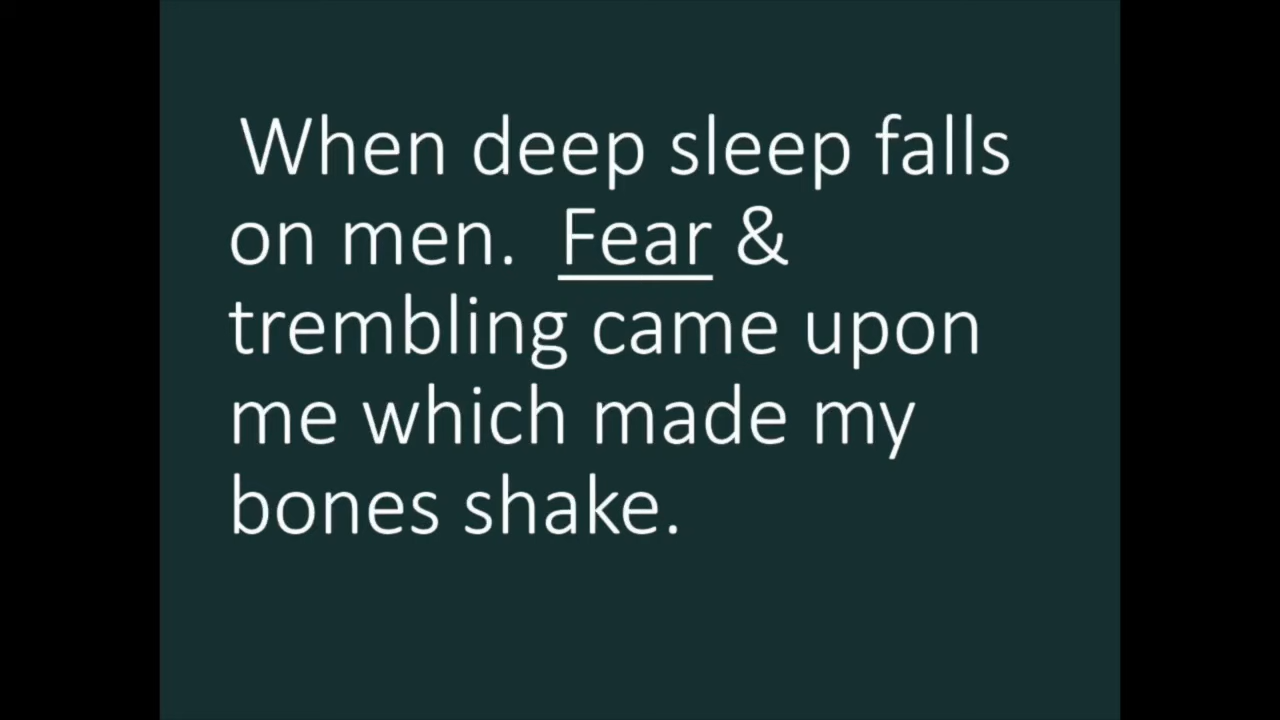 When deep sleep falls
on men.  Fear &
trembling came upon
me which made my
bones shake.